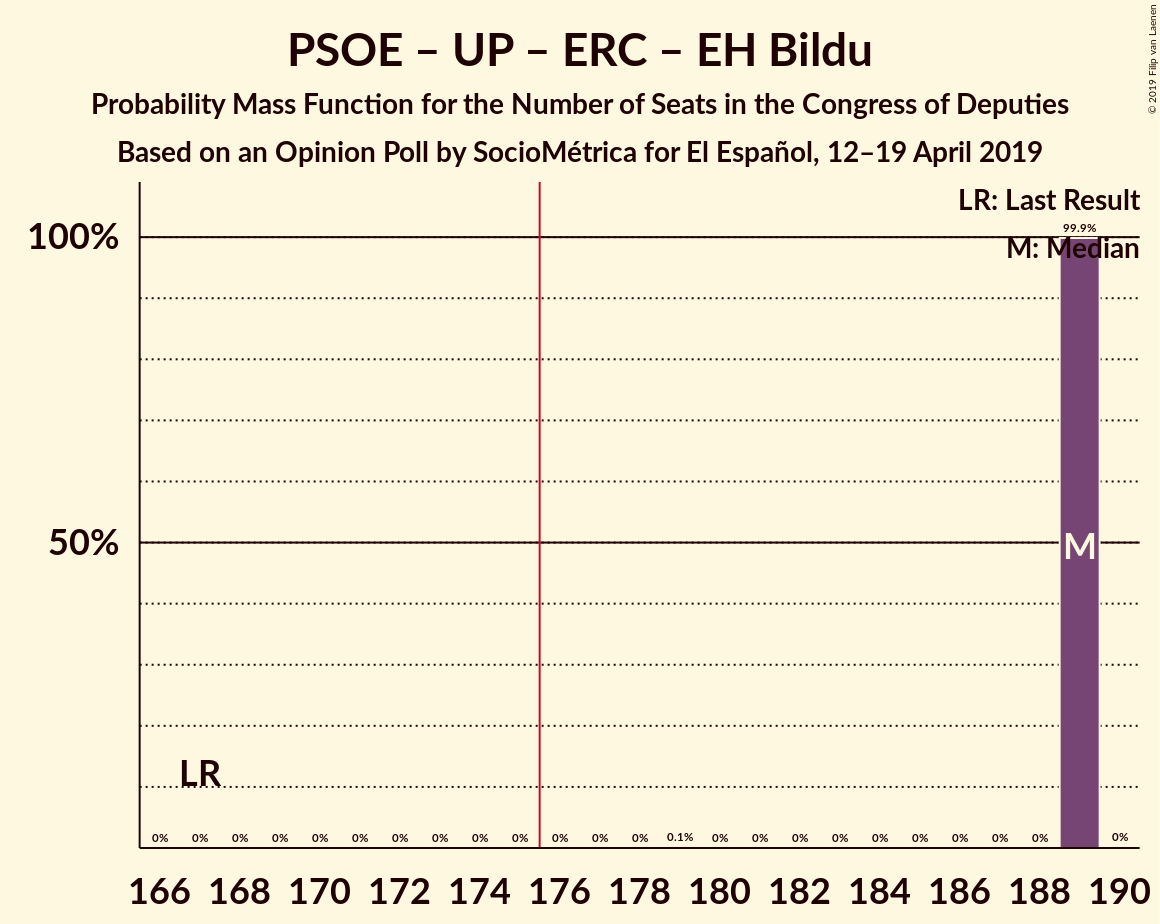 PSOE – UP – ERC – EH Bildu
Probability Mass Function for the Number of Seats in the Congress of Deputies
Based on an Opinion Poll by SocioMétrica for El Español, 12–19 April 2019
© 2019 Filip van Laenen
LR: Last Result
M: Median
100%
50%
99.9%
M
LR
0% 0% 0% 0% 0% 0% 0% 0% 0% 0% 0% 0% 0% 0.1% 0% 0% 0% 0% 0% 0% 0% 0% 0% 0%
166 168 170 172 174 176 178 180 182 184 186 188 190